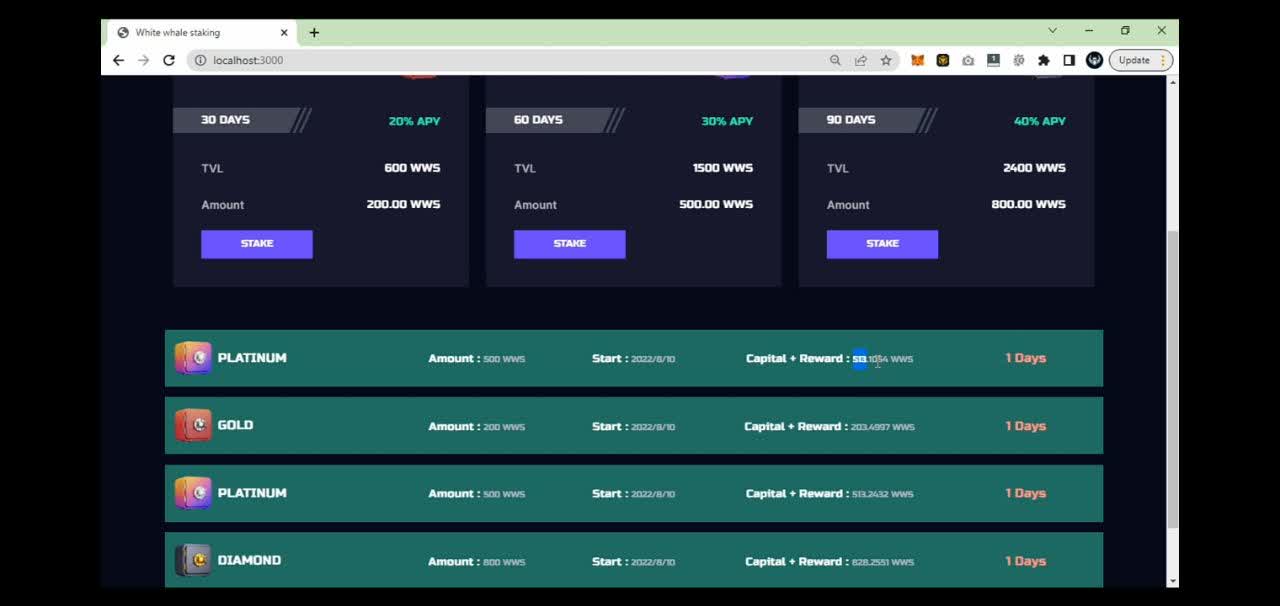 White whale staking
localhost:3000
1
Update
30 DAYS 20% APY
60 DAYS 30% APY
90 DAYS 40% APY
TVL 600 WWS
TVL 1500 WWS
TVL 2400 WWS
Amount 200.00 WWS
Amount 500.00 WWS
Amount 800.00 WWS
STAKE
STAKE
STAKE
PLATINUM Amount : 500 WWS Start : 2022/8/10 Capital + Reward : WWS 1 Days
GOLD Amount : 200 WWS Start : 2022/8/10 Capital + Reward : 203.4997 WWS 1 Days
PLATINUM Amount : 500 WWS Start : 2022/8/10 Capital + Reward : 513.2432 WWS 1 Days
DIAMOND Amount : 800 WWS Start : 2022/8/10 Capital + Reward : 828.2551 WWS 1 Days